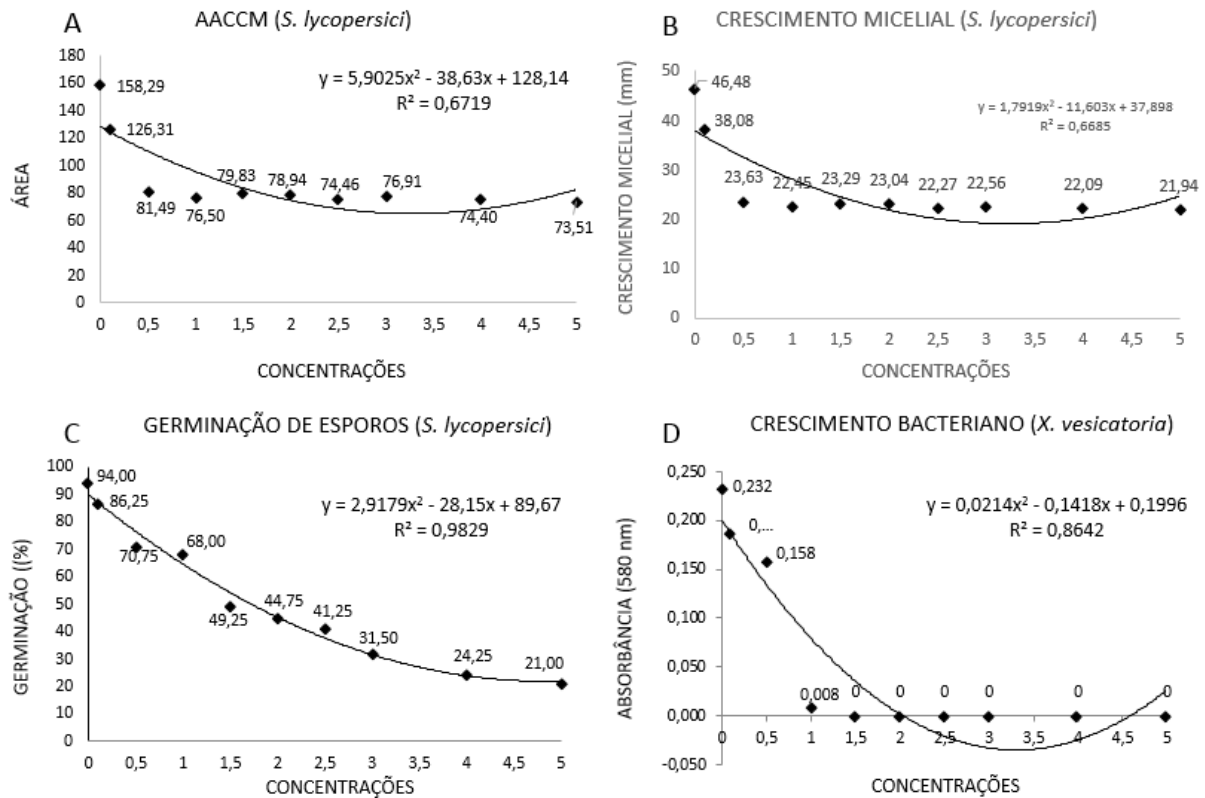 A
AACCM (S. lycopersici)
180
160
140
120
100
80
60
40
20
0
ÁREA
158,29
126,31
81,49
76,50
79,83
78,94
74,46
76,91
74,40
73,51
y = 5,9025x² - 38,63x + 128,14
R² = 0,6719
0 0,5 1 1,5 2 2,5 3 3,5 4 4,5 5
CONCENTRAÇÕES
B
CRESCIMENTO MICELIAL (S. lycopersici)
50
40
30
20
10
0
CRESCIMENTO MICELIAL (mm)
46,48
38,08
23,63
22,45
23,29
23,04
22,27
22,56
22,09
21,94
y = 1,7919x² - 11,603x + 37,898
R² = 0,6685
0 0,5 1 1,5 2 2,5 3 3,5 4 4,5 5
CONCENTRAÇÕES
C
GERMINAÇÃO DE ESPOROS (S. lycopersici)
100
90
80
70
60
50
40
30
20
10
0
GERMINAÇÃO ((%)
94,00
86,25
70,75
68,00
49,25
44,75
41,25
31,50
24,25
21,00
y = 2,9179x² - 28,15x + 89,67
R² = 0,9829
0 0,5 1 1,5 2 2,5 3 3,5 4 4,5 5
CONCENTRAÇÕES
D
CRESCIMENTO BACTERIANO (X. vesicatoria)
0,250
0,200
0,150
0,100
0,050
0,000
-0,050
ABSORBÂNCIA (580 nm)
0,232
0,...
0,158
0,008
0 0 0 0 0 0
y = 0,0214x² - 0,1418x + 0,1996
R² = 0,8642
0 0,5 1 1,5 2 2,5 3 3,5 4 4,5 5
CONCENTRAÇÕES